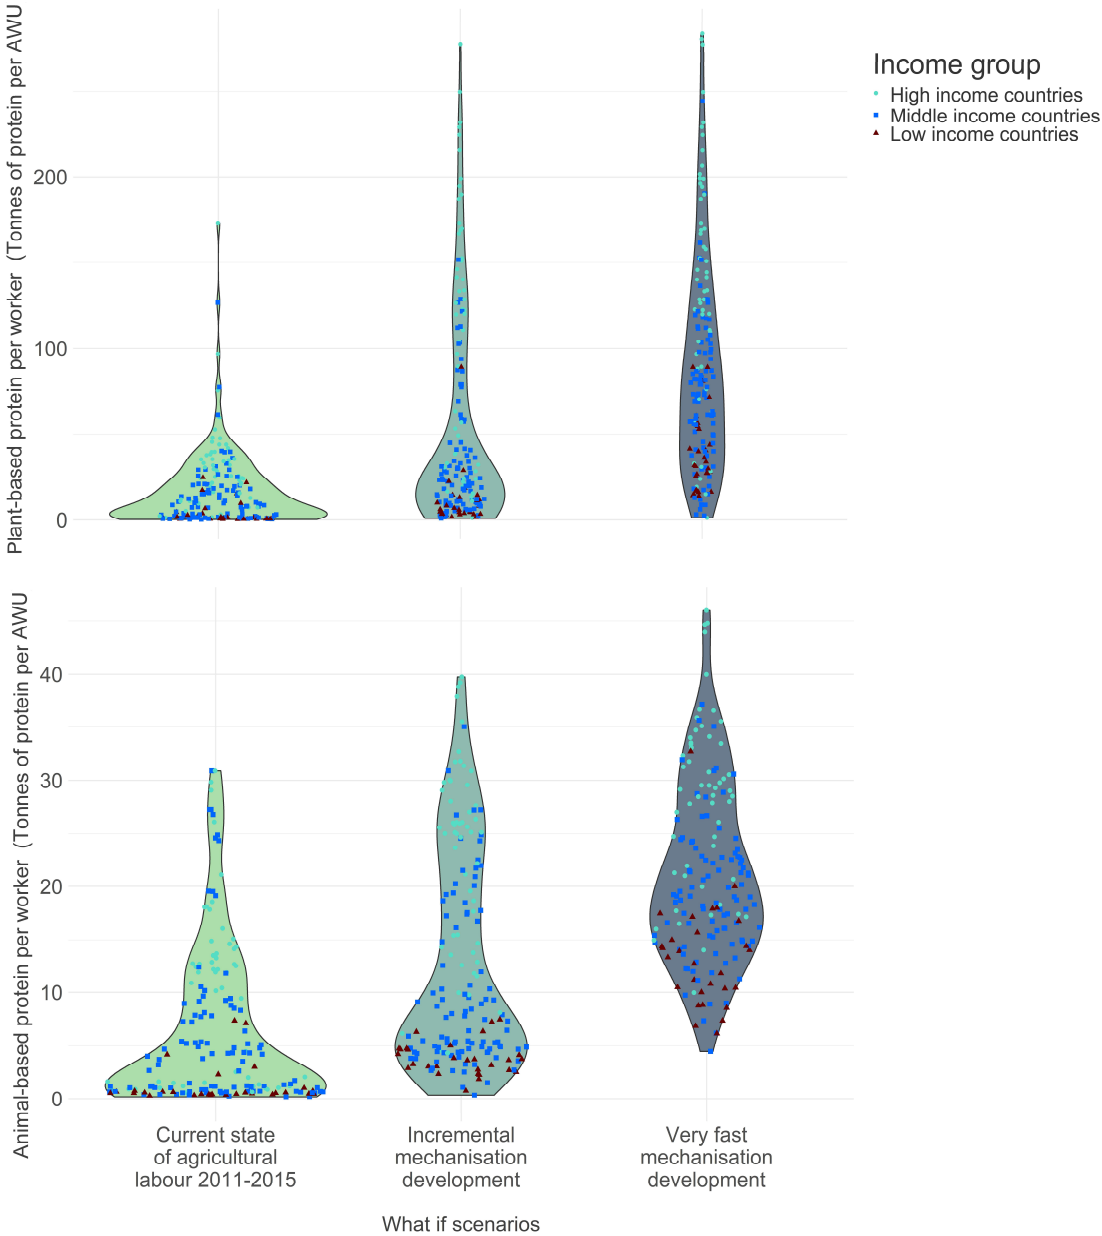 Plant-based protein per worker (Tonnes of protein per AWU
200
100
0
Income group
High income countries
Middle income countries
Low income countries
Animal-based protein per worker (Tonnes of protein per AWU
40
30
20
10
0
Current state
of agricultural
labour 2011-2015
Incremental
mechanisation
development
Very fast
mechanisation
development
What if scenarios